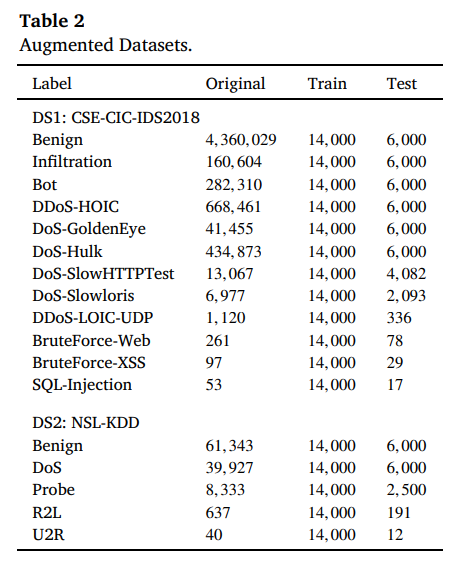 Table 2
Augmented Datasets.
Label Original Train Test
DS1: CSE-CIC-IDS2018
Benign 4,360,029 14,000 6,000
Infiltration 160,604 14,000 6,000
Bot 282,310 14,000 6,000
DDoS-HOIC 668,461 14,000 6,000
DoS-GoldenEye 41,455 14,000 6,000
DoS-Hulk 434,873 14,000 6,000
DoS-SlowHTTPTest 13,067 14,000 4,082
DoS-Slowloris 6,977 14,000 2,093
DDoS-LOIC-UDP 1,120 14,000 336
BruteForce-Web 261 14,000 78
BruteForce-XSS 97 14,000 29
SQL-Injection 53 14,000 17
DS2: NSL-KDD
Benign 61,343 14,000 6,000
DoS 39,927 14,000 6,000
Probe 8,333 14,000 2,500
R2L 637 14,000 191
U2R 40 14,000 12